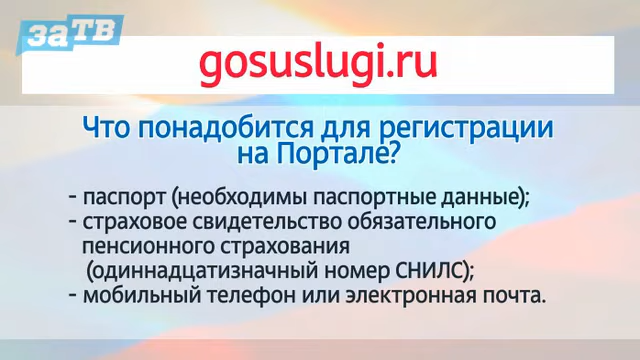 заТВ
gosuslugi.ru
Что понадобится для регистрации
на Портале?
- паспорт (необходимы паспортные данные);
- страховое свидетельство обязательного
пенсионного страхования
(одиннадцатизначный номер СНИЛС);
- мобильный телефон или электронная почта.